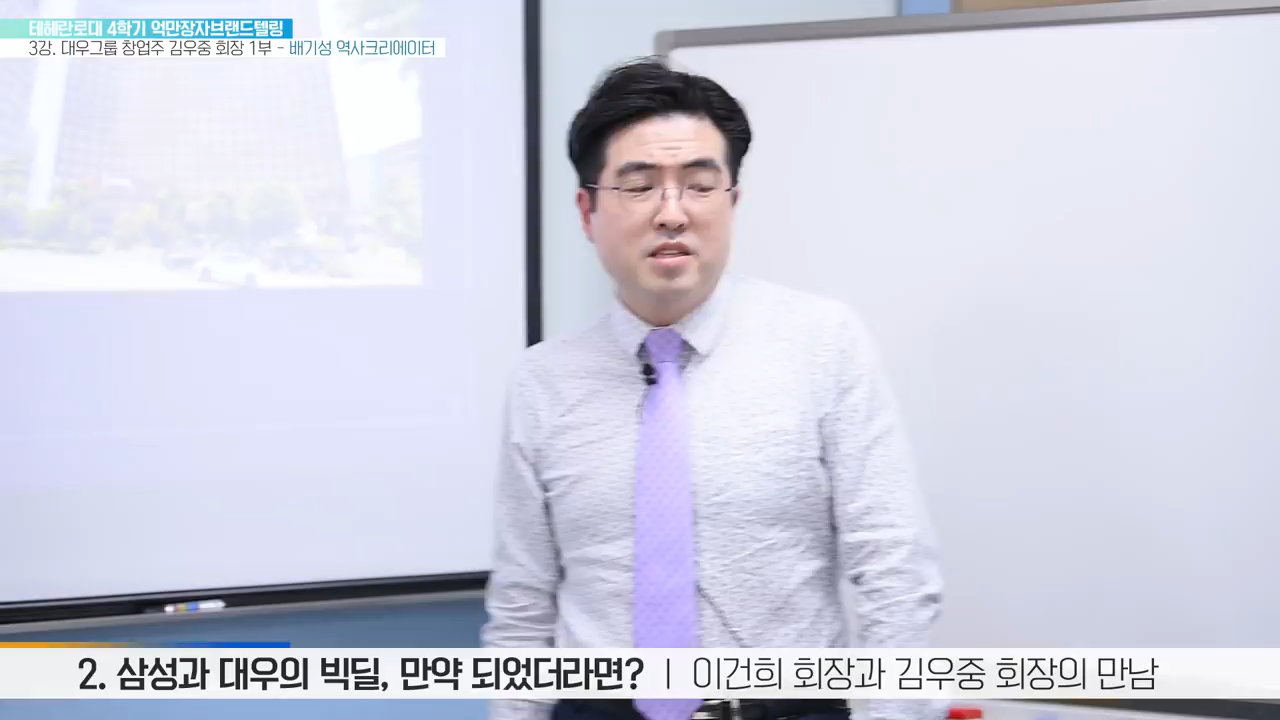 테헤란로대 4학기 억만장자브랜드텔링
3강. 대우그룹 창업주 김우중 회장 1부 - 배기성 역사크리에이터
2. 삼성과 대우의 빅딜, 만약 되었더라면? | 이건희 회장과 김우중 회장의 만남